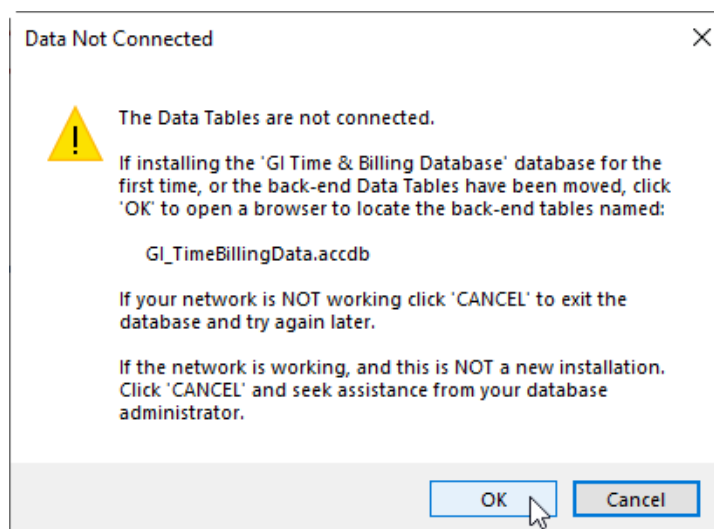 Data Not Connected
The Data Tables are not connected.
If installing the 'GI Time & Billing Database' database for the
first time, or the back-end Data Tables have been moved, click
'OK' to open a browser to locate the back-end tables named:
GI_TimeBillingData.accdb
If your network is NOT working click 'CANCEL' to exit the
database and try again later.
If the network is working, and this is NOT a new installation.
Click 'CANCEL' and seek assistance from your database
administrator.
OK
Cancel